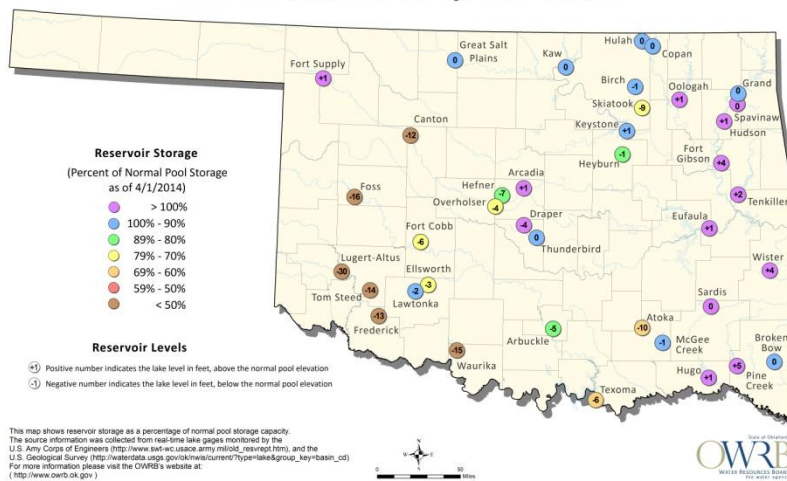 Hulah
Copan
Great Salt
Plains
Kaw
Fort Supply
Birch
Skiatook
Oologah
Grand
Spavinaw
Hudson
Canton
Keystone
Heyburn
Fort
Gibson
Reservoir Storage
(Percent of Normal Pool Storage
as of 4/1/2014)
> 100%
100% - 90%
89% - 80%
79% - 70%
69% - 60%
59% - 50%
< 50%
Foss
Hefner
Overholser
Arcadia
Draper
Thunderbird
Tenkiller
Eufaula
Fort Cobb
Lugert-Altus
Ellsworth
Tom Steed
Lawtonka
Frederick
Wister
Sardis
Atoka
McGee
Creek
Arbuckle
Broken
Bow
Waurika
Hugo
Pine
Creek
Texoma
0
0
0
0
+1
-1
-9
+1
0
0
+1
-12
+1
-1
+4
-16
-7
-4
+1
-4
0
+2
+1
-6
-30
-3
-14
-2
-13
+4
0
-10
-1
-5
0
-15
+1
+5
-6
Reservoir Levels
+1 Positive number indicates the lake level in feet, above the normal pool elevation
-1 Negative number indicates the lake level in feet, below the normal pool elevation
This map shows reservoir storage as a percentage of normal pool storage capacity.
The source information was collected from real-time lake gages monitored by the
U.S. Army Corps of Engineers (http://www.swt-wc.usace.army.mil/old_resvrept.htm), and the
U.S. Geological Survey (http://waterdata.usgs.gov/ok/nwis/current/?type=lake&group_key=basin_cd)
For more information please visit the OWRB's website at:
( http://www.owrb.ok.gov )
0 50
Miles
State of Oklahoma
OWRB
WATER RESOURCES BOARD
the water agency